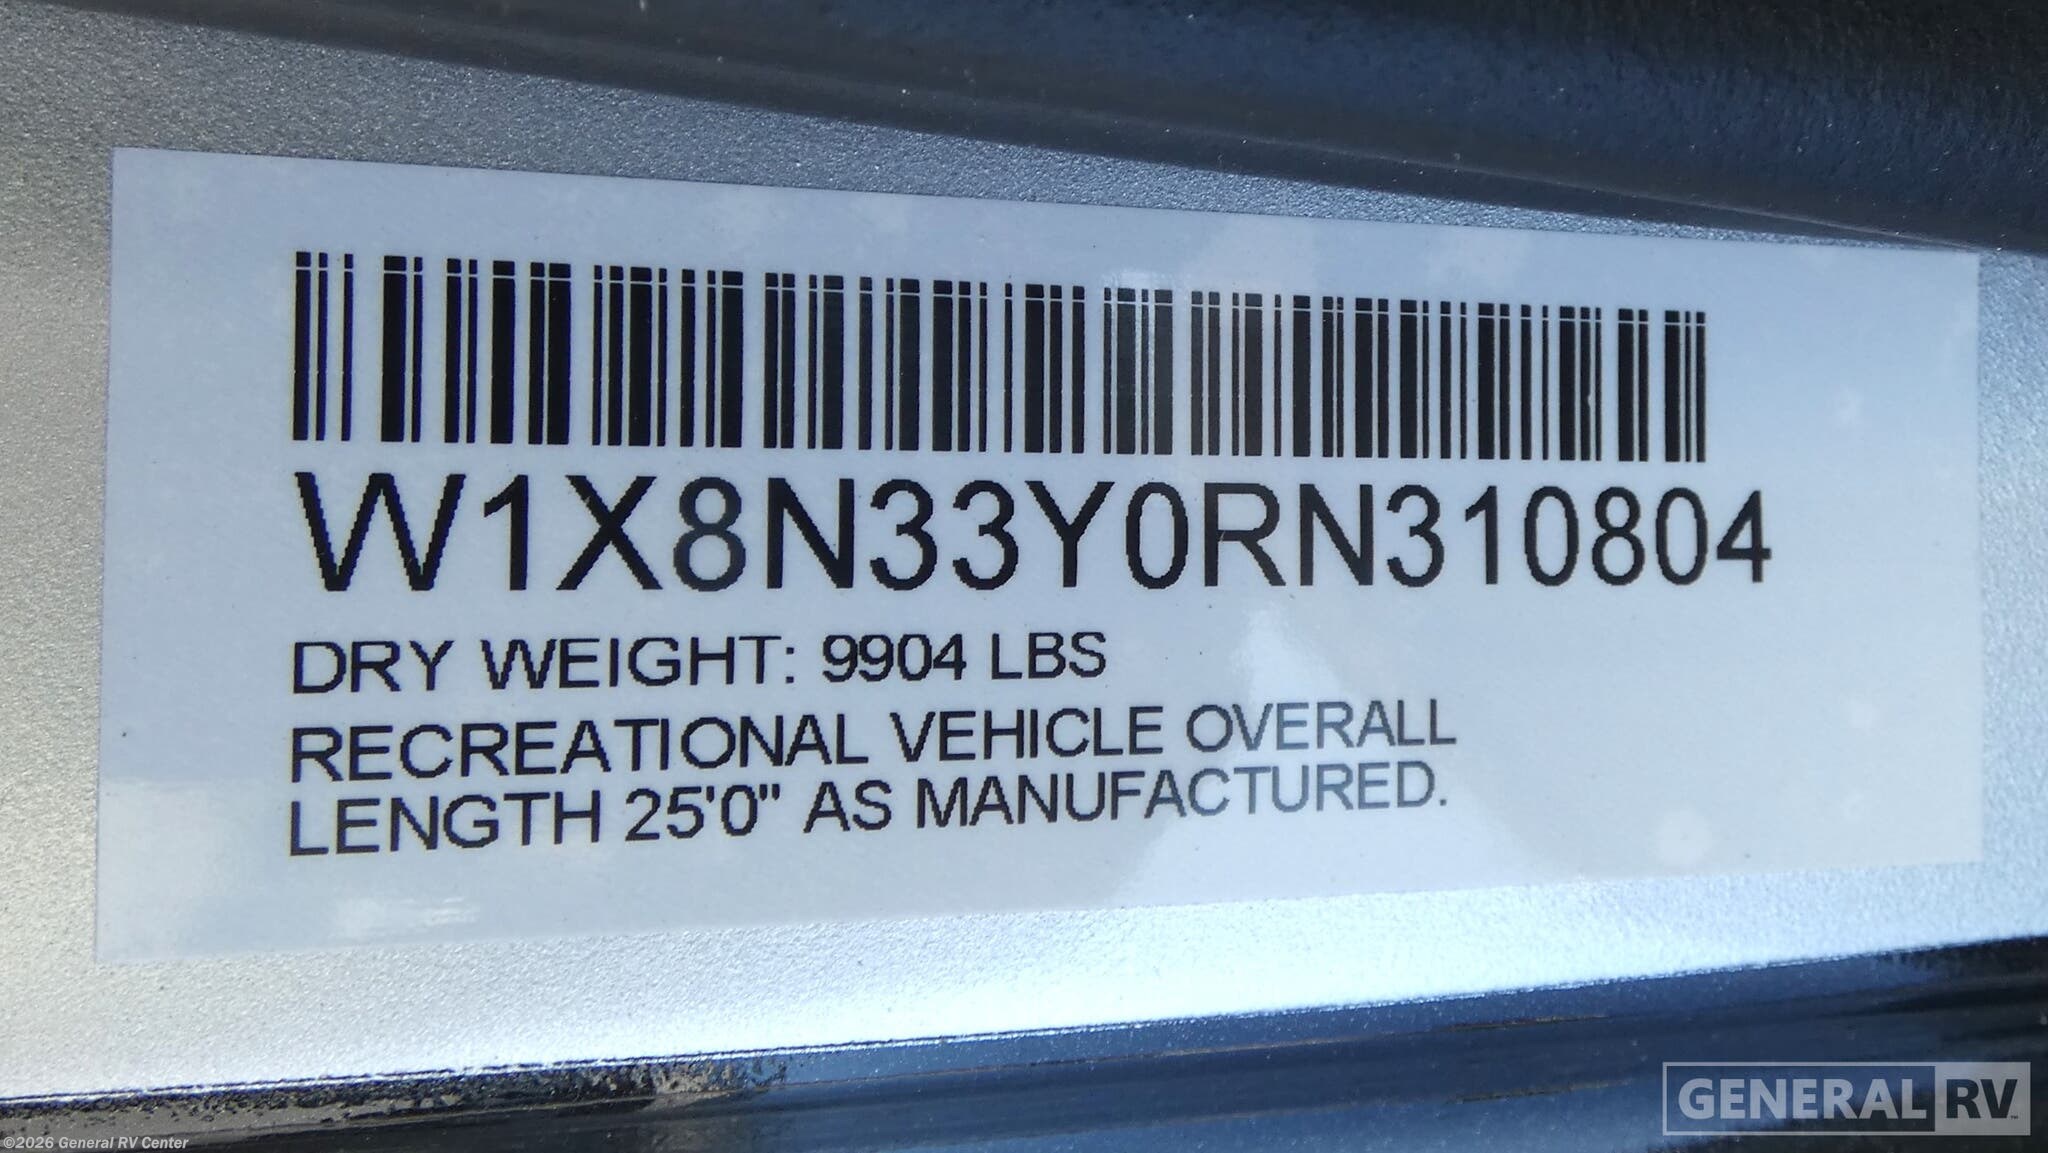 W1X8N33Y0RN310804
DRY WEIGHT: 9904 LBS
RECREATIONAL VEHICLE OVERALL
LENGTH 25'0" AS MANUFACTURED.
GENERAL RV
©2026 General RV Center